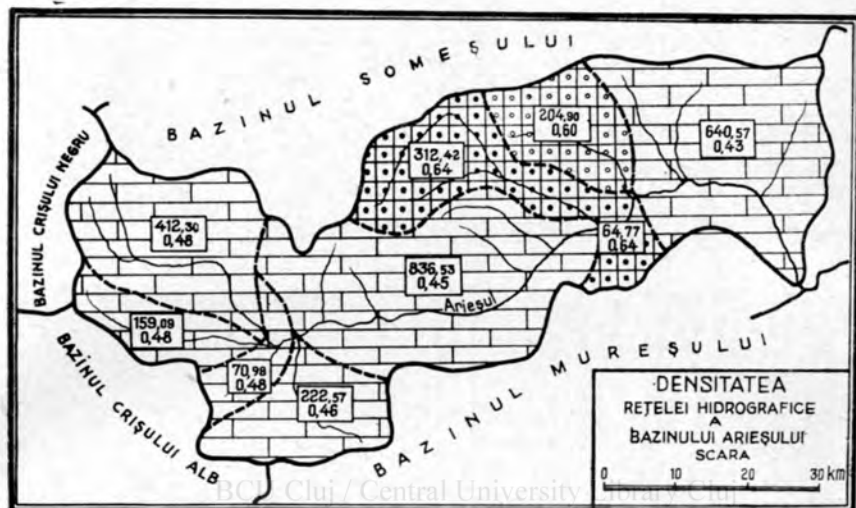 BAZINUL SOMEŞULUI
BAZINUL CRIŞULUI NEGRU
204,90
0,60
640,57
0,43
312,42
0,64
412,30
0,48
64,77
0,64
836,53
0,45
Arieşul
159,09
0,48
70,98
0,48
222,57
0,46
BAZINUL CRIŞULUI ALB
BAZINUL MUREŞULUI
DENSITATEA
REŢELEI HIDROGRAFICE
A
BAZINULUI ARIEŞULUI
SCARA
0 10 20 30 km
BCU Cluj / Central University Library Cluj